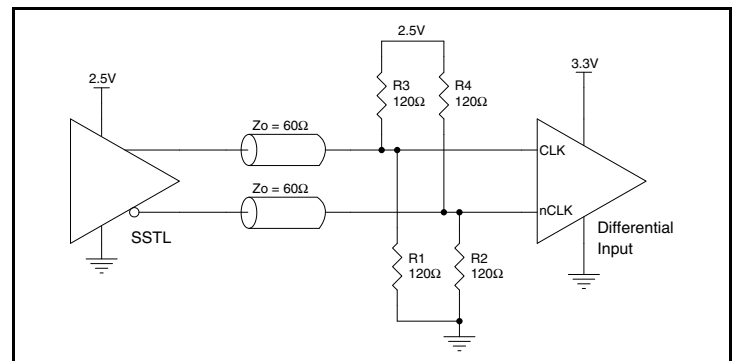 2.5V
2.5V
3.3V
R3
120Ω
R4
120Ω
Zo = 60Ω
CLK
Zo = 60Ω
nCLK
SSTL
Differential
Input
R1
120Ω
R2
120Ω